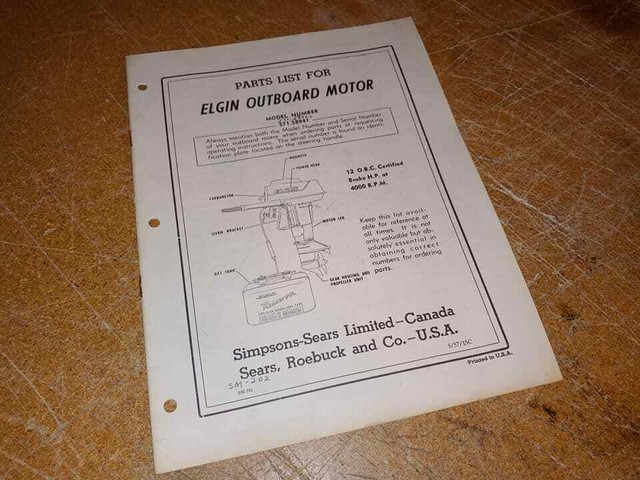 PARTS LIST FOR
ELGIN OUTBOARD MOTOR
MODEL NUMBER
571.58941
Always mention both the Model Number and Serial Number
of your outboard motor when ordering parts or requesting
operating instructions. The serial number is found on identi-
fication plate located on the steering handle.
MAGNETO
POWER HEAD
CARBURETOR
12 O.B.C. Certified
Brake H.P. at
4000 R.P.M.
STERN BRACKET
MOTOR LEG
Keep this list avail-
able for reference at
all times. It is not
only valuable but ab-
solutely essential in
obtaining correct
numbers for ordering
parts.
GAS TANK
GEAR HOUSING AND
PROPELLER UNIT
Simpsons-Sears Limited—Canada
Sears, Roebuck and Co.—U.S.A.
SM-202
5/57/15C
Printed in U.S.A.